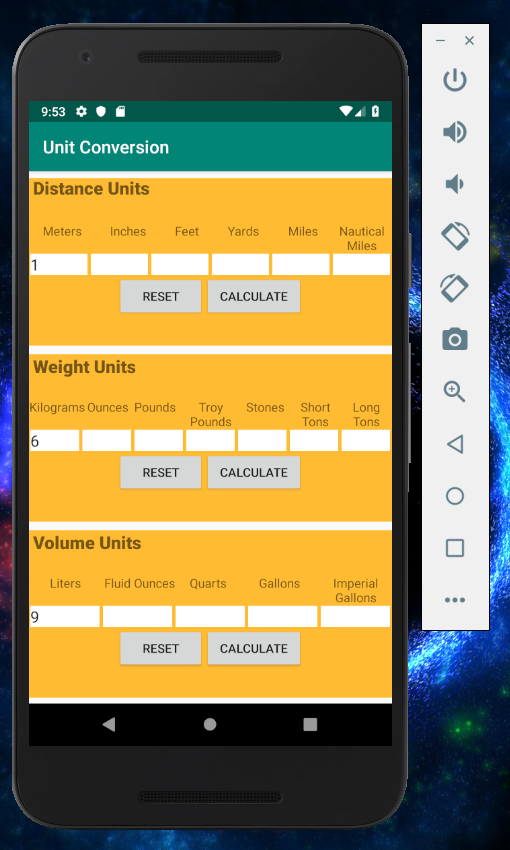 9:53
Unit Conversion
Distance Units
Meters Inches Feet Yards Miles Nautical
Miles
1
RESET CALCULATE
Weight Units
Kilograms Ounces Pounds Troy Stones Short Long
Pounds Tons Tons
6
RESET CALCULATE
Volume Units
Liters Fluid Ounces Quarts Gallons Imperial
Gallons
9
RESET CALCULATE